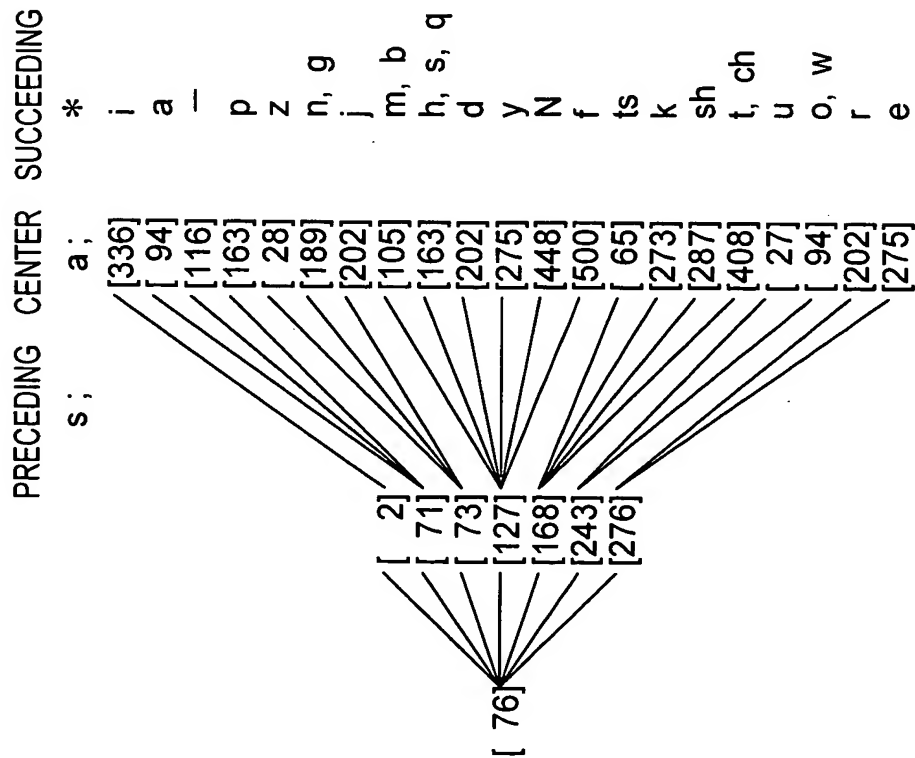 PRECEDING CENTER SUCCEEDING
s; a; *
[336] i
[ 94] a
[116] —
[163] p
[ 28] z
[189] n, g
[202] j
[ 2] [105] m, b
[ 71] [163] h, s, q
[ 73] [202] d
[ 76] [127] [275] y
[168] [448] N
[243] [500] f
[276] [ 65] ts
[273] k
[287] sh
[408] t, ch
[ 27] u
[ 94] o, w
[202] r
[275] e